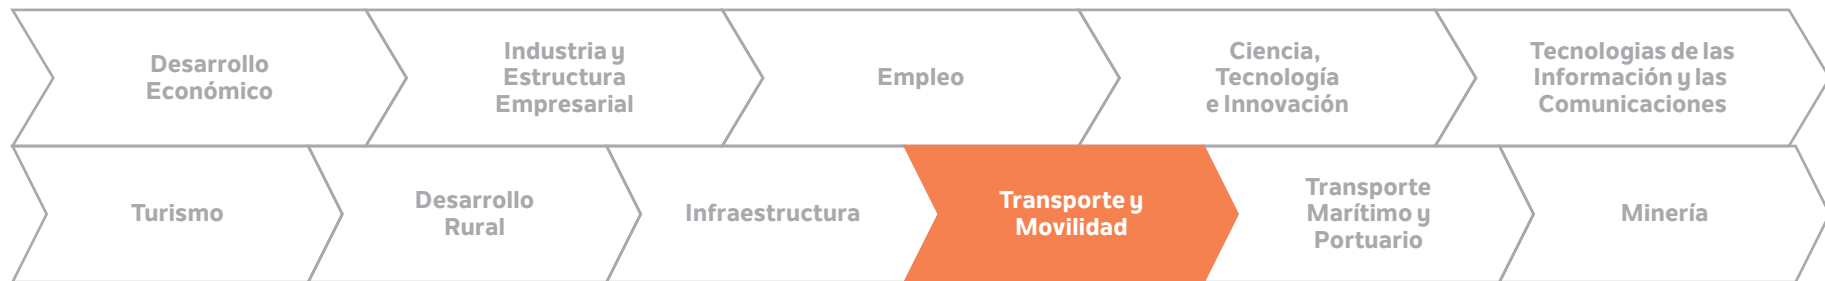 Desarrollo
Económico
Industria y
Estructura
Empresarial
Empleo
Ciencia,
Tecnología
e Innovación
Tecnologias de las
Información y las
Comunicaciones
Turismo
Desarrollo
Rural
Infraestructura
Transporte y
Movilidad
Transporte
Marítimo y
Portuario
Minería